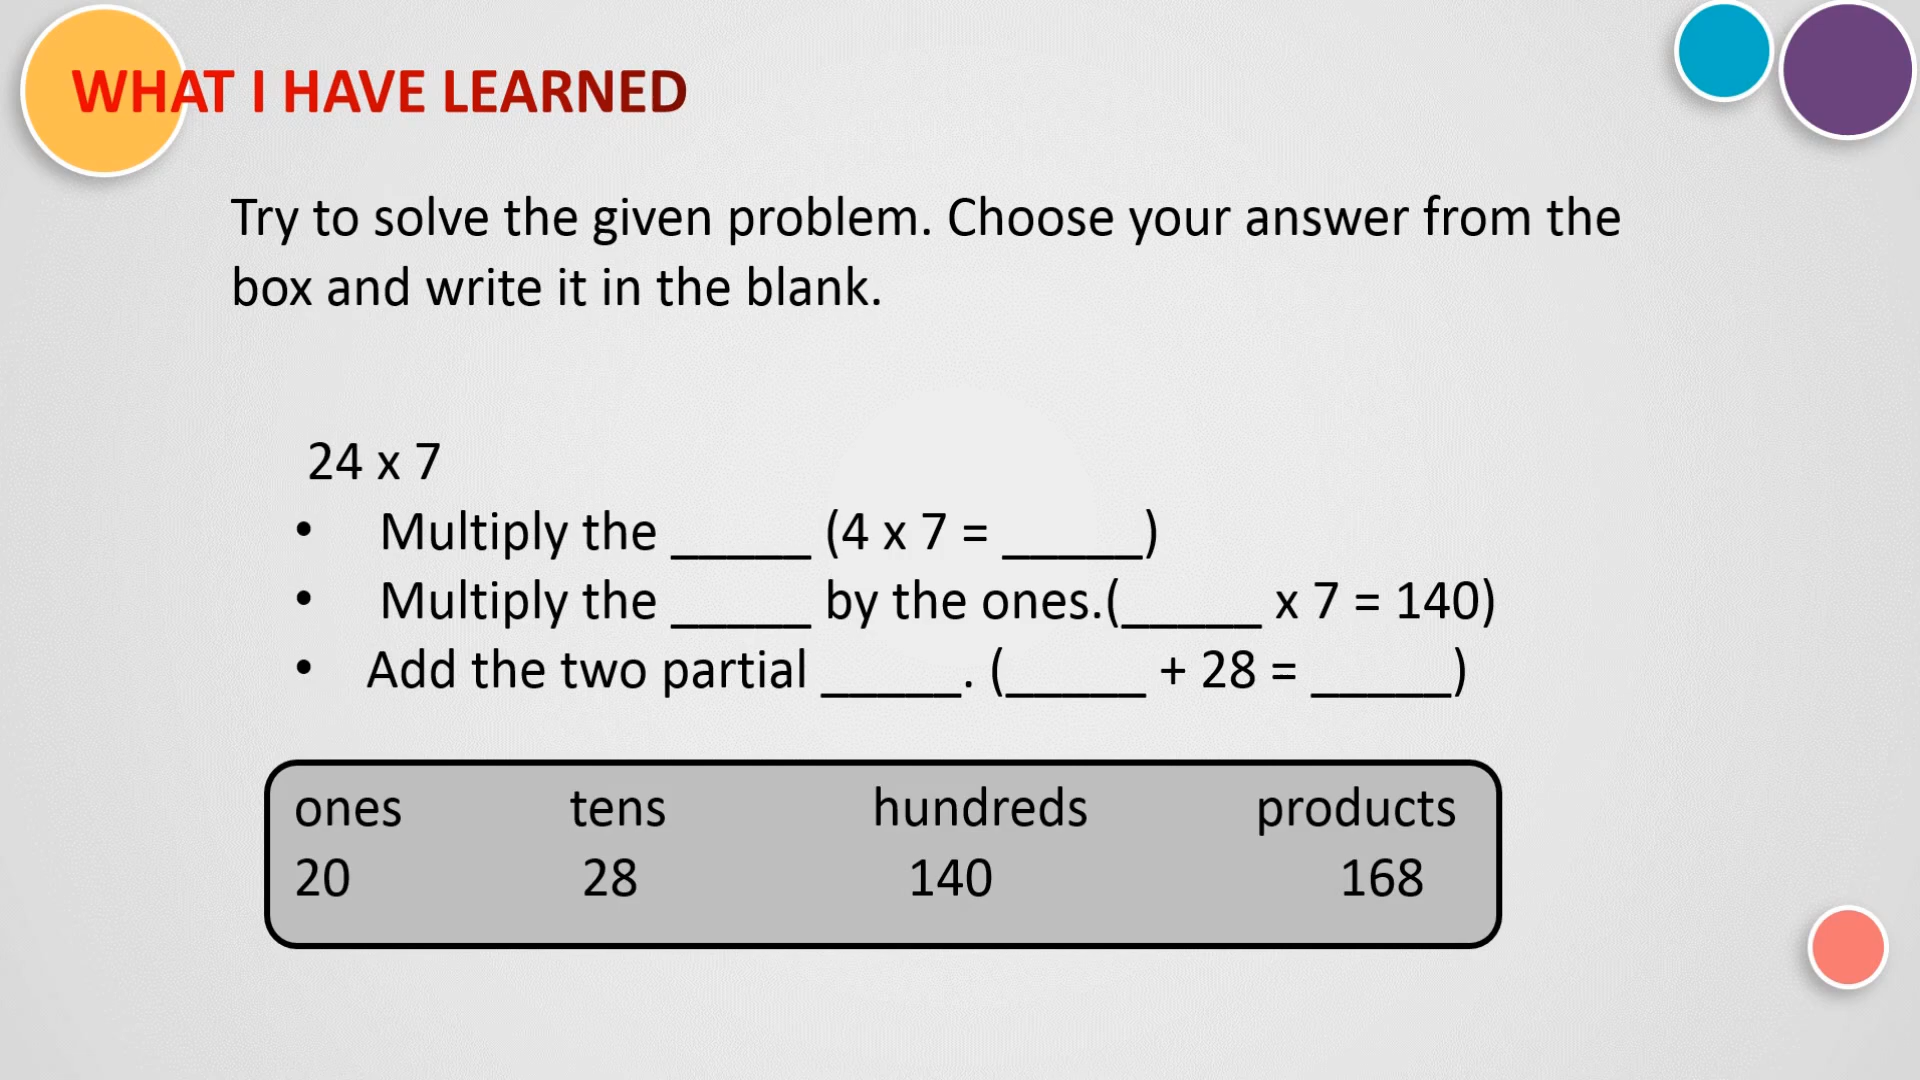 WHAT I HAVE LEARNED
Try to solve the given problem. Choose your answer from the
box and write it in the blank.
24 x 7
• Multiply the _____ (4 x 7 = _____)
• Multiply the _____ by the ones.(_____ x 7 = 140)
• Add the two partial _____. (_____ + 28 = _____)
ones tens hundreds products
20 28 140 168